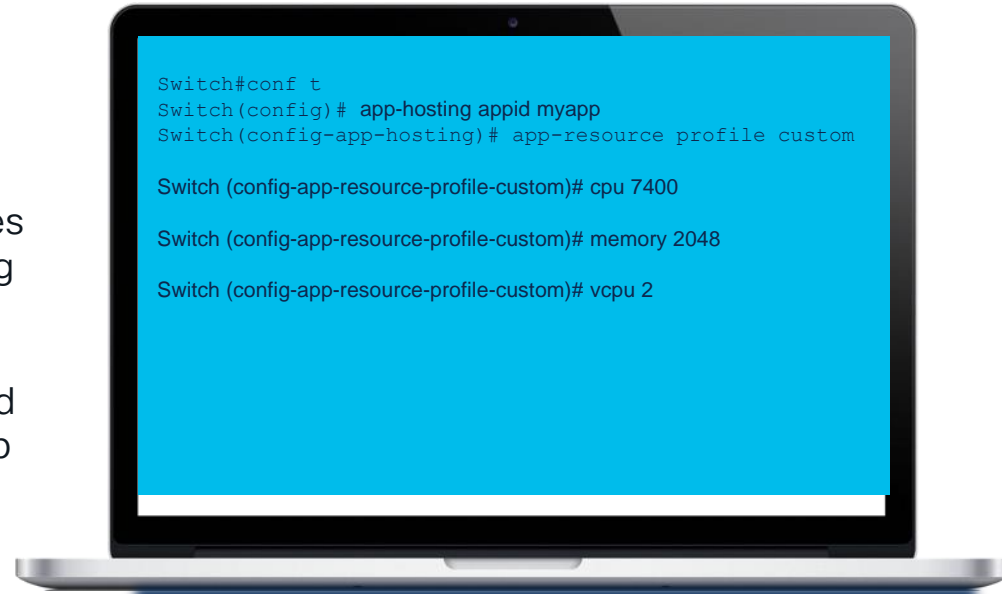 Switch#conf t
Switch(config)# app-hosting appid myapp
Switch(config-app-hosting)# app-resource profile custom
Switch (config-app-resource-profile-custom)# cpu 7400
Switch (config-app-resource-profile-custom)# memory 2048
Switch (config-app-resource-profile-custom)# vcpu 2